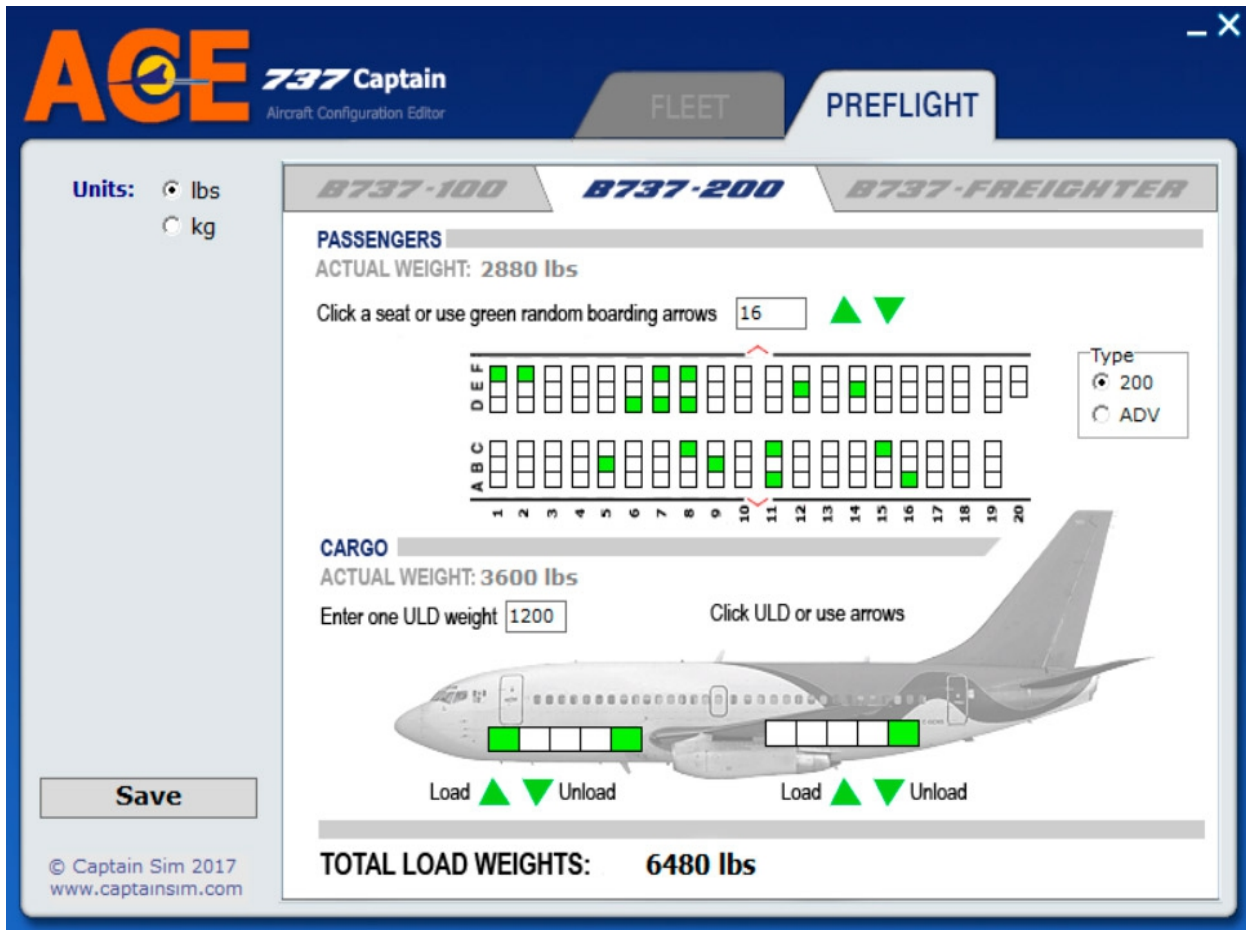 ACE 737 Captain
Aircraft Configuration Editor
FLEET
PREFLIGHT
Units:
lbs
kg
B737-100
B737-200
B737-FREIGHTER
PASSENGERS
ACTUAL WEIGHT: 2880 lbs
Click a seat or use green random boarding arrows 16
Type
200
ADV
F
E
D
C
B
A
1 2 3 4 5 6 7 8 9 10 11 12 13 14 15 16 17 18 19 20
CARGO
ACTUAL WEIGHT: 3600 lbs
Enter one ULD weight 1200
Click ULD or use arrows
Load Unload
Load Unload
Save
TOTAL LOAD WEIGHTS: 6480 lbs
© Captain Sim 2017
www.captainsim.com